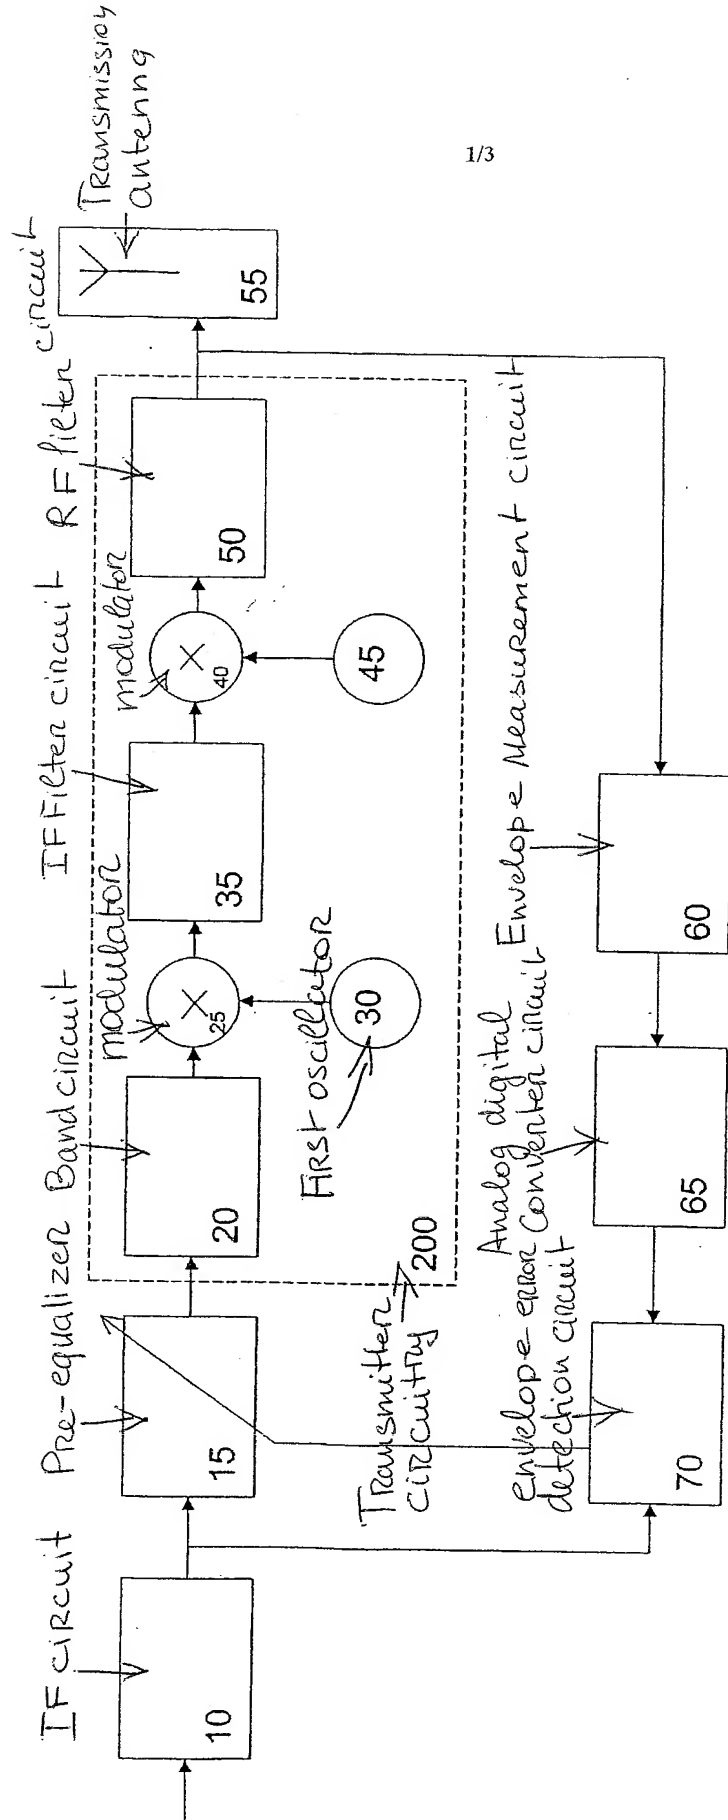 1/3
IF circuit
Pre-equalizer
Band circuit
modulator
IF Filter circuit
modulator
RF filter circuit
Transmission
antenna
10
15
20
25
35
40
50
55
First oscillator
30
45
Transmitter
circuitry
200
envelope error
detection circuit
Analog digital
Converter circuit
Envelope Measurement circuit
70
65
60